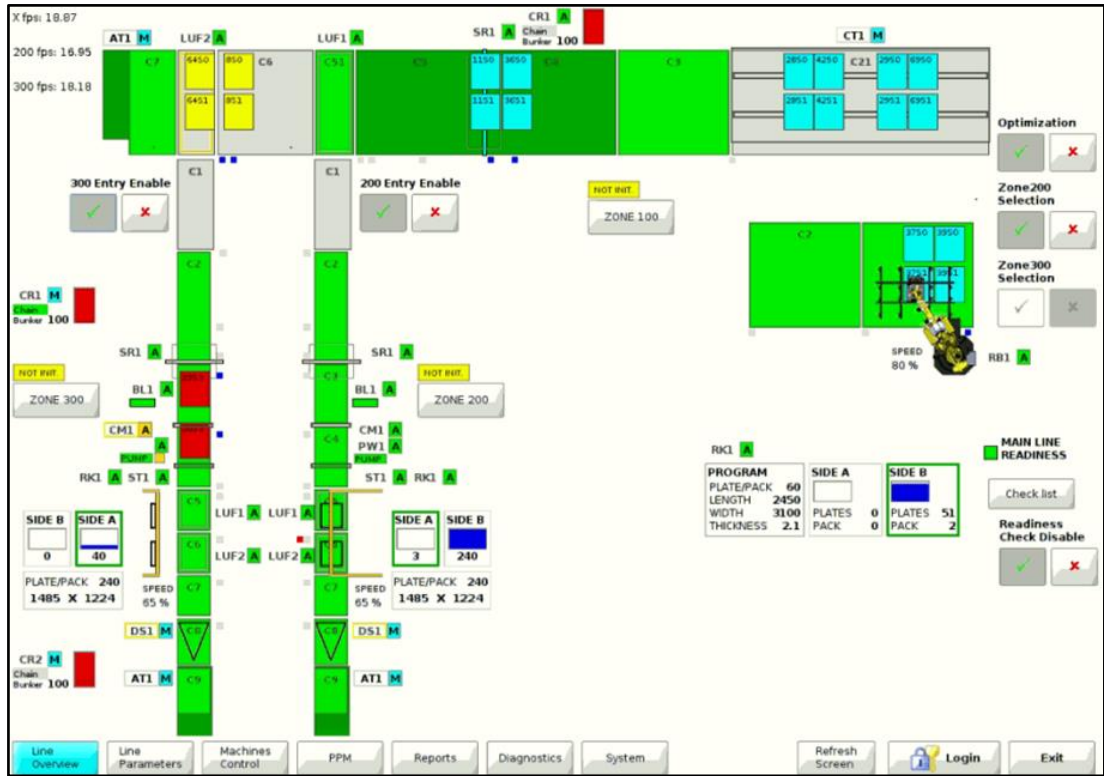 X fps: 18.87
200 fps: 16.95
300 fps: 18.18
AT1 M
LUF2 A
LUF1 A
SR1 A
CR1 A
Chain
Bunker 100
CT1 M
C7
6450
850
C6
C51
1150
3650
C3
2850
4250
C21
2950
6950
6451
851
1151
3651
2851
4251
2951
6951
Optimization
C1
C1
300 Entry Enable
200 Entry Enable
NOT INIT.
ZONE 100
Zone200
Selection
C2
C2
C2
3750
3950
3751
3951
Zone300
Selection
CR1 M
Chain
Bunker 100
SR1 A
SR1 A
SPEED
80 %
RB1 A
NOT INIT.
ZONE 300
BL1 A
C3
BL1 A
NOT INIT.
ZONE 200
CM1 A
A
PUMP
C4
CM1 A
PW1 A
PUMP
RK1 A
ST1 A
ST1 A
RK1 A
RK1 A
PROGRAM
PLATE/PACK 60
LENGTH 2450
WIDTH 3100
THICKNESS 2.1
SIDE A
PLATES 0
PACK 0
SIDE B
PLATES 51
PACK 2
MAIN LINE
READINESS
Check list
Readiness
Check Disable
SIDE B
0
SIDE A
40
PLATE/PACK 240
1485 X 1224
C5
LUF1 A
LUF1 A
C6
LUF2 A
LUF2 A
SIDE A
3
SIDE B
240
PLATE/PACK 240
1485 X 1224
SPEED
65 %
C7
C7
SPEED
65 %
DS1 M
C8
C8
DS1 M
CR2 M
Chain
Bunker 100
AT1 M
C9
C9
AT1 M
Line
Overview
Line
Parameters
Machines
Control
PPM
Reports
Diagnostics
System
Refresh
Screen
Login
Exit